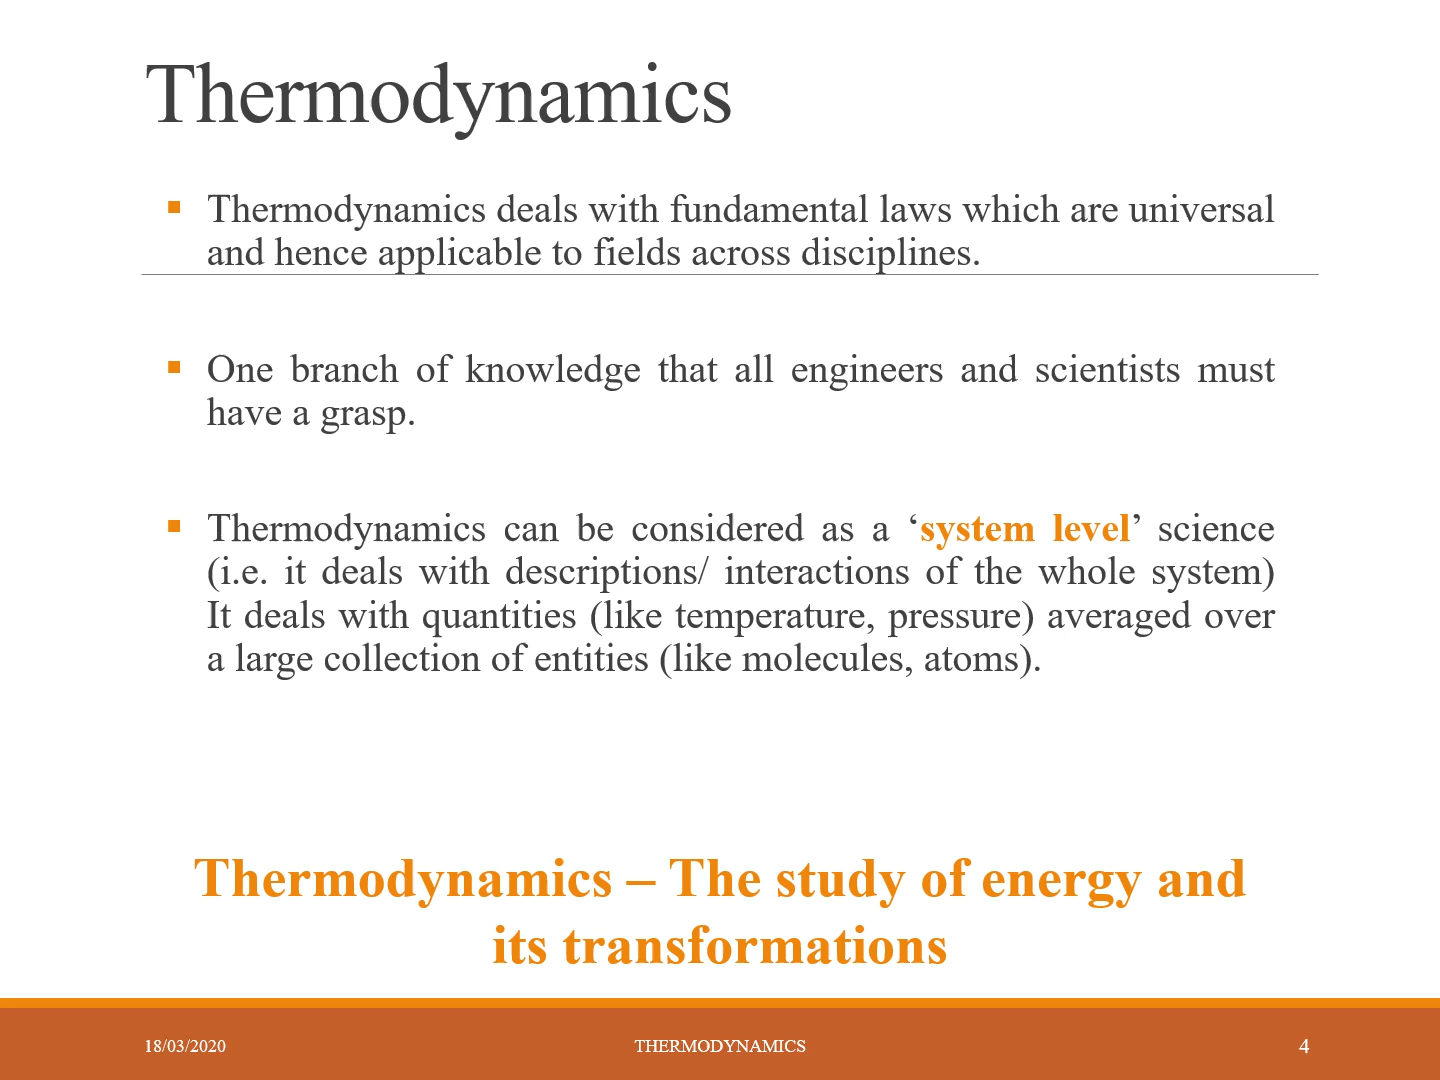 Thermodynamics
▪ Thermodynamics deals with fundamental laws which are universal
and hence applicable to fields across disciplines.
▪ One branch of knowledge that all engineers and scientists must
have a grasp.
▪ Thermodynamics can be considered as a ‘system level’ science
(i.e. it deals with descriptions/ interactions of the whole system)
It deals with quantities (like temperature, pressure) averaged over
a large collection of entities (like molecules, atoms).
Thermodynamics – The study of energy and
its transformations
18/03/2020
THERMODYNAMICS
4